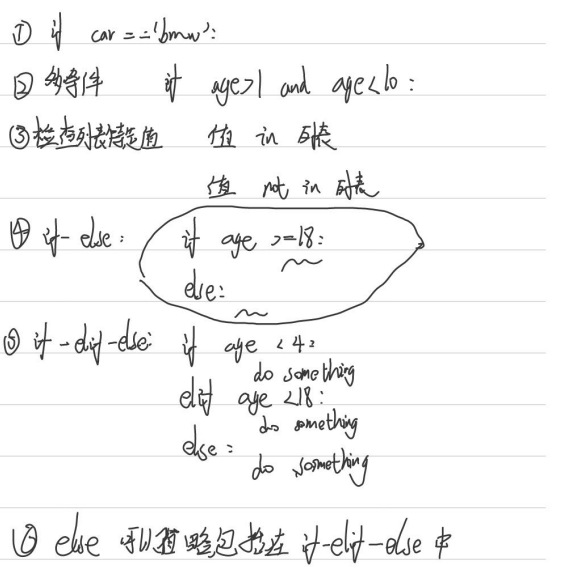 ① if car == 'bmw':
② 多条件 if age>1 and age<10:
③检查列表特定值 值 in 列表
值 not in 列表
④ if-else: if age >=18:
else:
⑤ if-elif-else: if age <4:
do something
elif age <18:
do something
else:
do something
⑥ else 可以省略包括在 if-elif-else 中